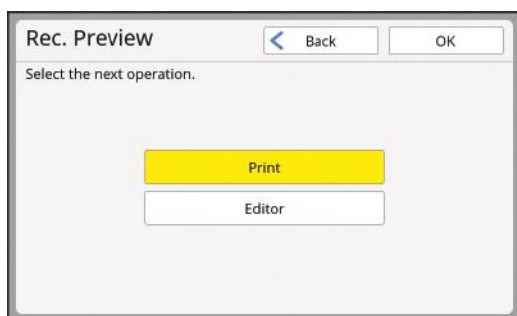 Rec. Preview
Back
OK
Select the next operation.
Print
Editor